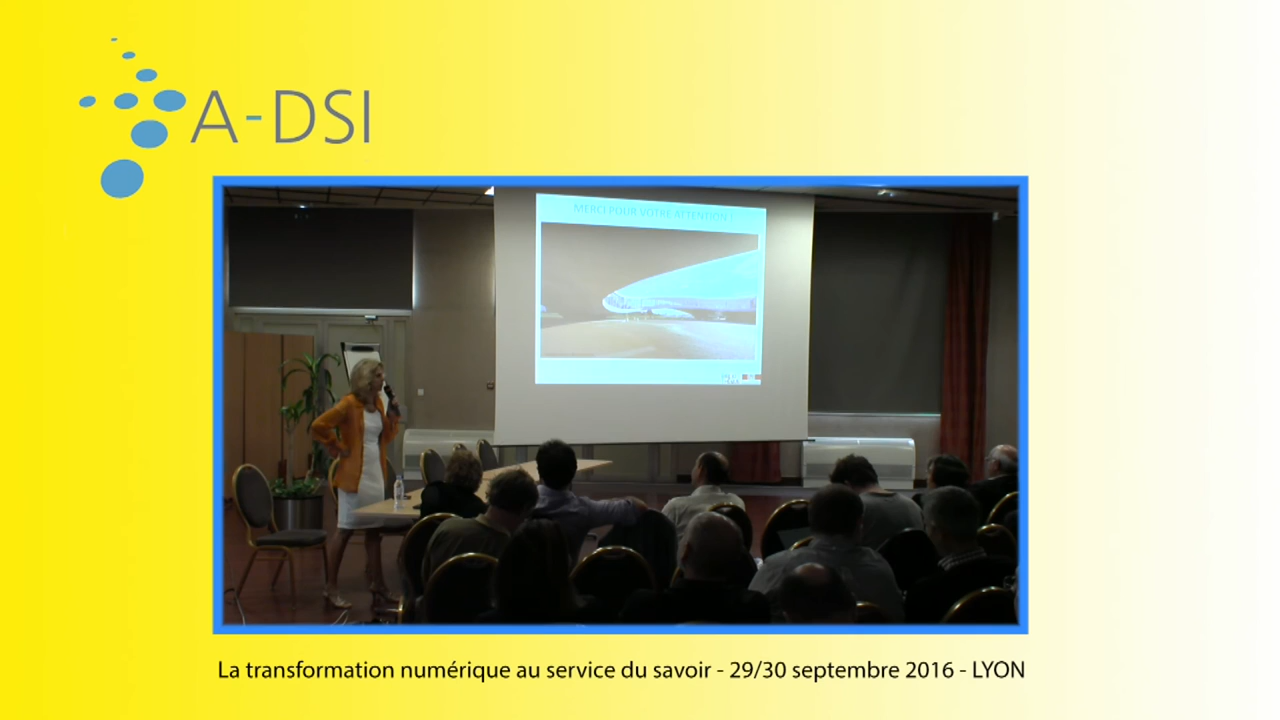 A-DSI
MERCI POUR VOTRE ATTENTION !
La transformation numérique au service du savoir - 29/30 septembre 2016 - LYON